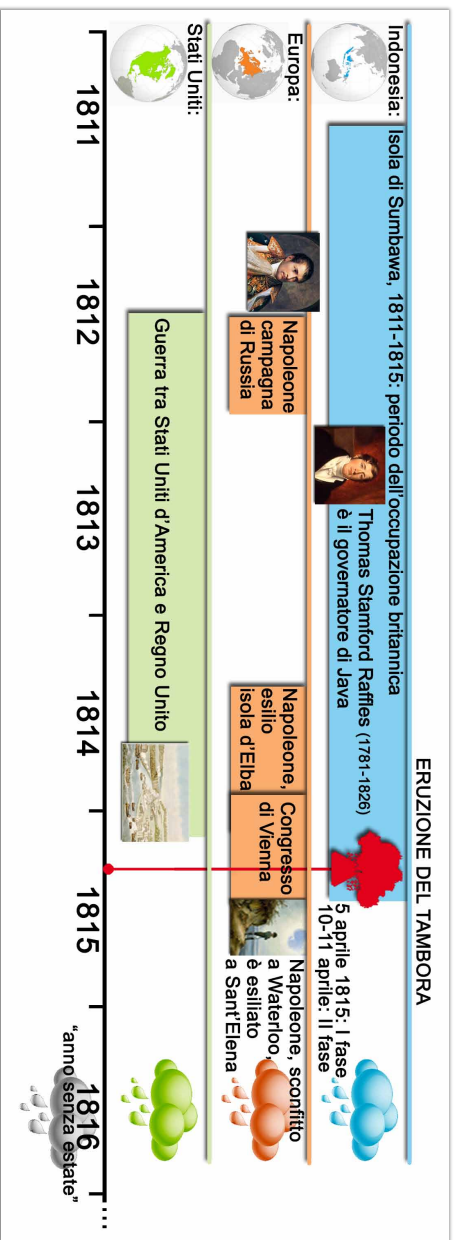 ERUZIONE DEL TAMBORA
Indonesia:
Isola di Sumbawa, 1811-1815: periodo dell'occupazione britannica
Thomas Stamford Raffles (1781-1826)
è il governatore di Java
5 aprile 1815: I fase
10-11 aprile: II fase
Europa:
Napoleone
campagna
di Russia
Napoleone,
esilio
isola d'Elba
Congresso
di Vienna
Napoleone, sconfitto
a Waterloo,
è esiliato
a Sant'Elena
Stati Uniti:
Guerra tra Stati Uniti d'America e Regno Unito
1811
1812
1813
1814
1815
1816
....
"anno senza estate"